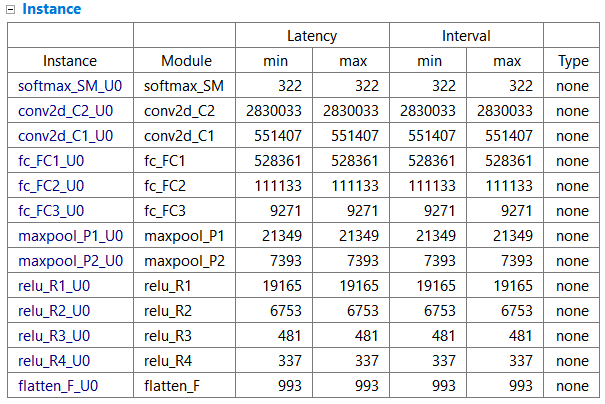 Instance
Latency Interval
Instance Module min max min max Type
softmax_SM_U0 softmax_SM 322 322 322 322 none
conv2d_C2_U0 conv2d_C2 2830033 2830033 2830033 2830033 none
conv2d_C1_U0 conv2d_C1 551407 551407 551407 551407 none
fc_FC1_U0 fc_FC1 528361 528361 528361 528361 none
fc_FC2_U0 fc_FC2 111133 111133 111133 111133 none
fc_FC3_U0 fc_FC3 9271 9271 9271 9271 none
maxpool_P1_U0 maxpool_P1 21349 21349 21349 21349 none
maxpool_P2_U0 maxpool_P2 7393 7393 7393 7393 none
relu_R1_U0 relu_R1 19165 19165 19165 19165 none
relu_R2_U0 relu_R2 6753 6753 6753 6753 none
relu_R3_U0 relu_R3 481 481 481 481 none
relu_R4_U0 relu_R4 337 337 337 337 none
flatten_F_U0 flatten_F 993 993 993 993 none